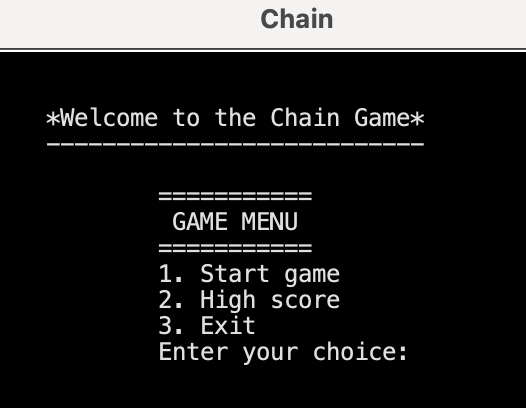 Chain
*Welcome to the Chain Game*
---------------------------
===========
GAME MENU
===========
1. Start game
2. High score
3. Exit
Enter your choice: